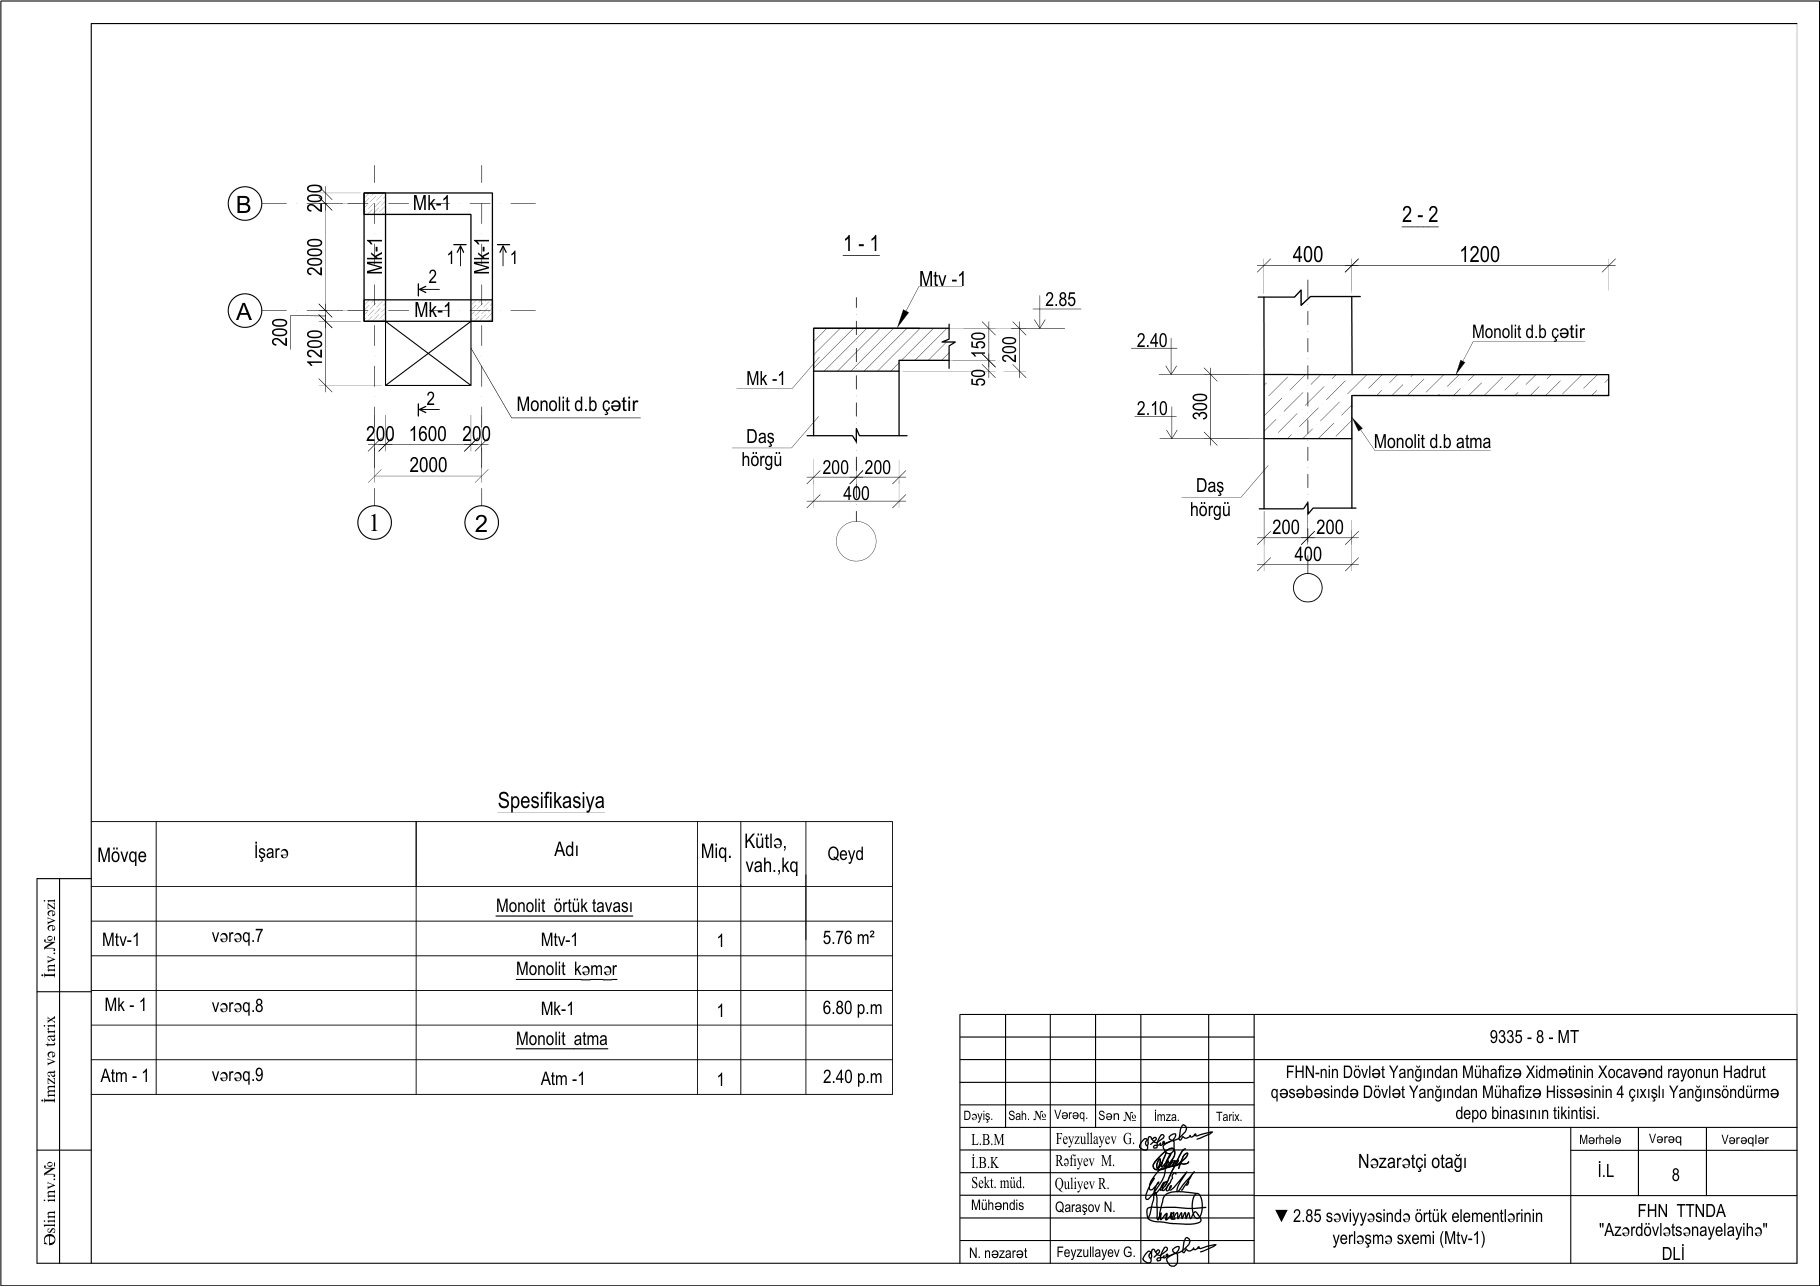 200
B
Mk-1
2000
Mk-1
Mk-1
1
1
2
A
Mk-1
200
1200
2
Monolit d.b çətir
200 1600 200
2000
1
2
1 - 1
Mtv -1
2.85
150
200
50
Mk -1
Daş
hörgü
200 200
400
2 - 2
400
1200
Monolit d.b çətir
2.40
300
2.10
Monolit d.b atma
Daş
hörgü
200 200
400
Spesifikasiya
Mövqe İşarə Adı Miq. Kütlə, vah.,kq Qeyd
Monolit örtük tavası
Mtv-1 vərəq.7 Mtv-1 1 5.76 m²
Monolit kəmər
Mk - 1 vərəq.8 Mk-1 1 6.80 p.m
Monolit atma
Atm - 1 vərəq.9 Atm -1 1 2.40 p.m
İnv.№ əvəzi
İmza və tarix
Əslin inv.№
9335 - 8 - MT
FHN-nin Dövlət Yanğından Mühafizə Xidmətinin Xocavənd rayonun Hadrut
qəsəbəsində Dövlət Yanğından Mühafizə Hissəsinin 4 çıxışlı Yanğınsöndürmə
depo binasının tikintisi.
Dəyiş. Sah. № Vərəq. Sən № İmza. Tarix.
L.B.M Feyzullayev G.
İ.B.K Rəfiyev M.
Sekt. müd. Quliyev R.
Mühəndis Qaraşov N.
N. nəzarət Feyzullayev G.
Nəzarətçi otağı
Mərhələ Vərəq Vərəqlər
İ.L 8
▼ 2.85 səviyyəsində örtük elementlərinin
yerləşmə sxemi (Mtv-1)
FHN TTNDA
"Azərdövlətsənayelayihə"
DLİ